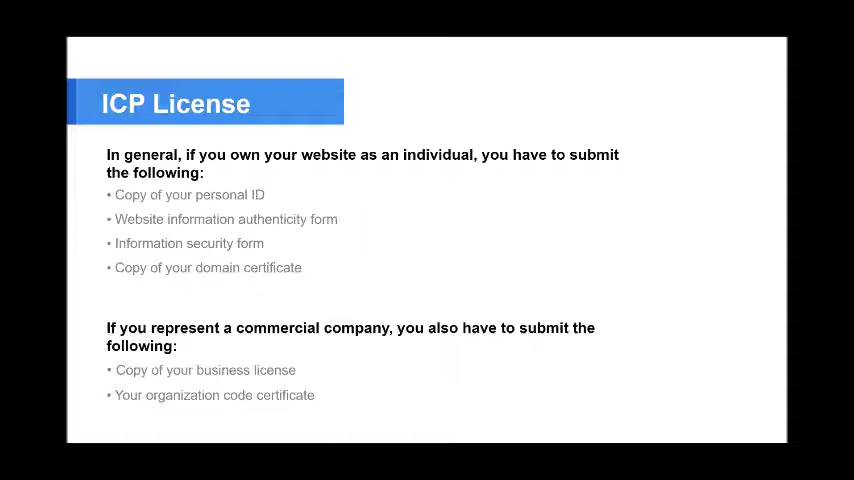 ICP License
In general, if you own your website as an individual, you have to submit
the following:
• Copy of your personal ID
• Website information authenticity form
• Information security form
• Copy of your domain certificate
If you represent a commercial company, you also have to submit the
following:
• Copy of your business license
• Your organization code certificate